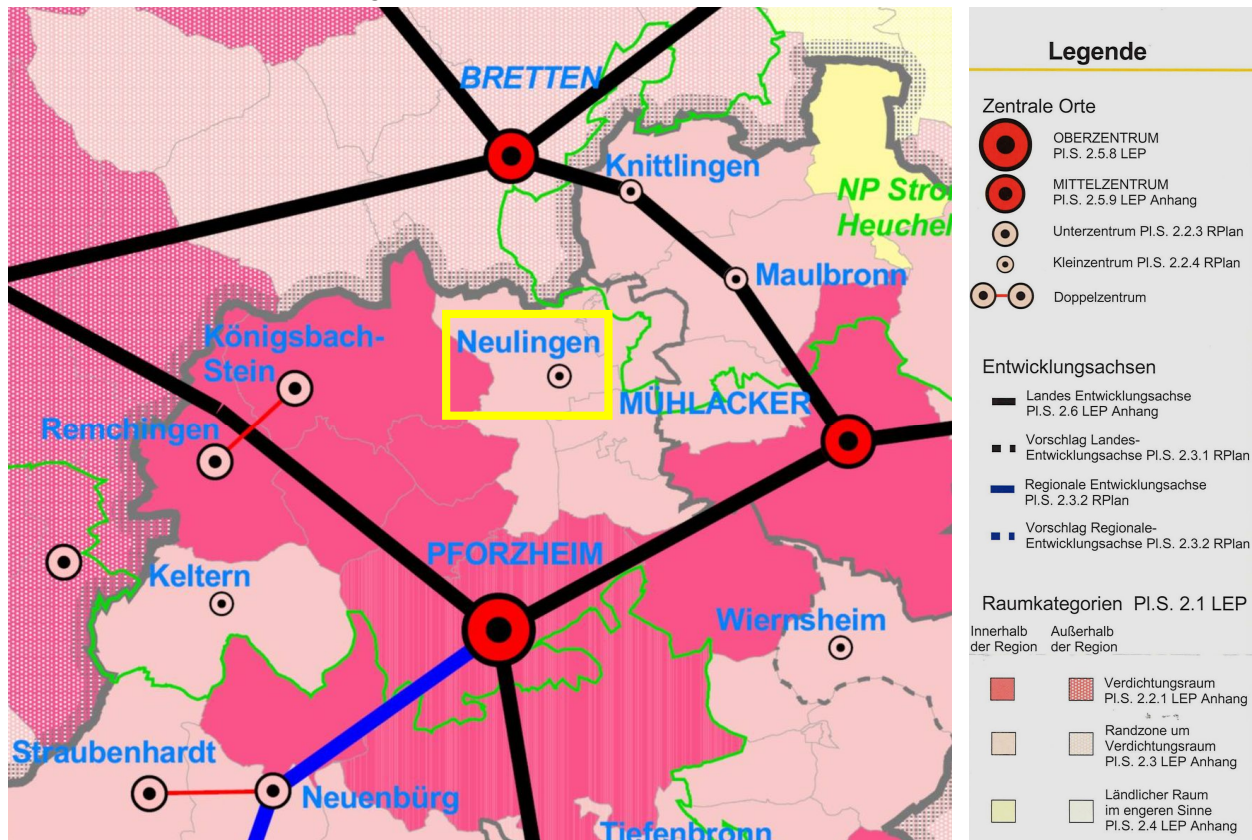 BRETTEN
Knittlingen
NP Stro
Heuchel
Maulbronn
Königsbach-
Stein
Neulingen
MÜHLACKER
Remchingen
PFORZHEIM
Keltern
Wiernsheim
Straubenhardt
Neuenbürg
Tiefenbronn
Legende
Zentrale Orte
OBERZENTRUM
Pl.S. 2.5.8 LEP
MITTELZENTRUM
Pl.S. 2.5.9 LEP Anhang
Unterzentrum Pl.S. 2.2.3 RPlan
Kleinzentrum Pl.S. 2.2.4 RPlan
Doppelzentrum
Entwicklungsachsen
Landes Entwicklungsachse
Pl.S. 2.6 LEP Anhang
Vorschlag Landes-
Entwicklungsachse Pl.S. 2.3.1 RPlan
Regionale Entwicklungsachse
Pl.S. 2.3.2 RPlan
Vorschlag Regionale-
Entwicklungsachse Pl.S. 2.3.2 RPlan
Raumkategorien Pl.S. 2.1 LEP
Innerhalb
der Region
Außerhalb
der Region
Verdichtungsraum
Pl.S. 2.2.1 LEP Anhang
Randzone um
Verdichtungsraum
Pl.S. 2.3 LEP Anhang
Ländlicher Raum
im engeren Sinne
Pl.S. 2.4 LEP Anhang